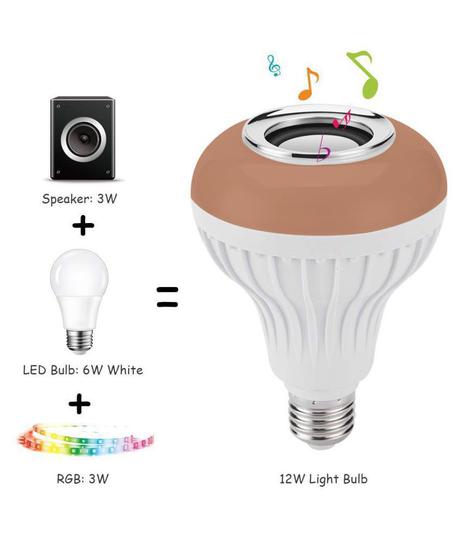 Speaker: 3W
+
LED Bulb: 6W White
=
+
RGB: 3W
12W Light Bulb